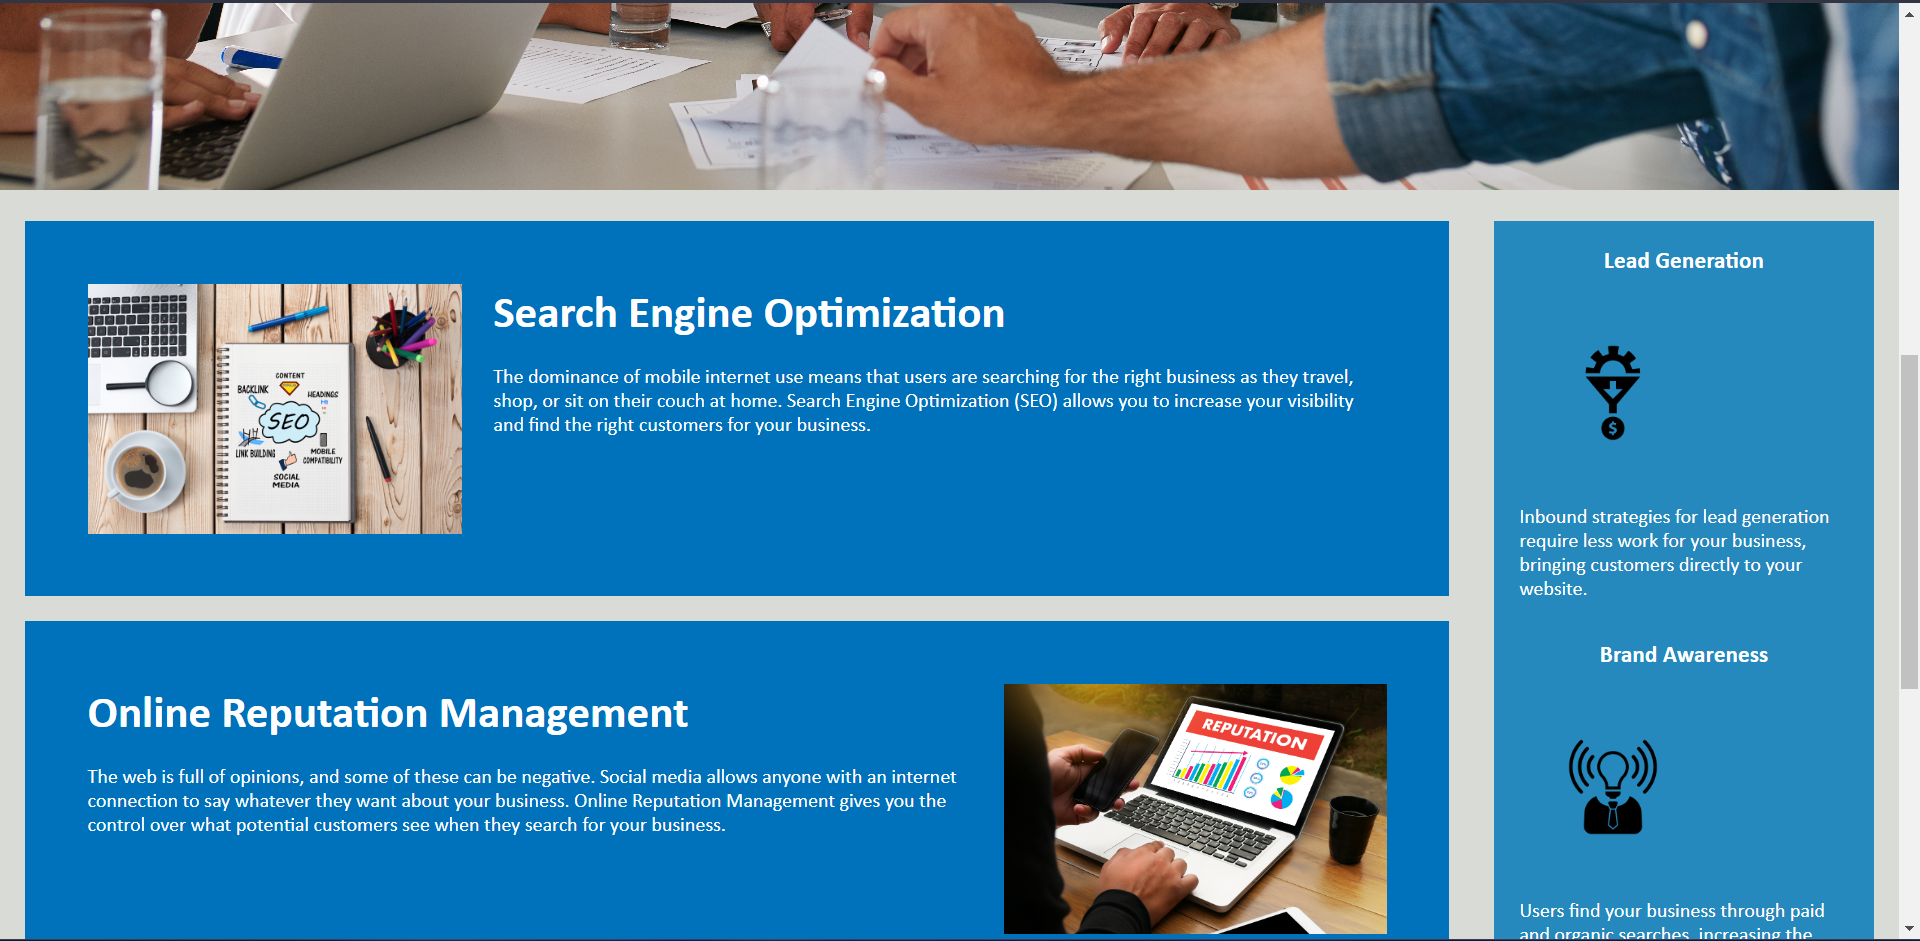 Search Engine Optimization
The dominance of mobile internet use means that users are searching for the right business as they travel,
shop, or sit on their couch at home. Search Engine Optimization (SEO) allows you to increase your visibility
and find the right customers for your business.
CONTENT
BACKLINK
HEADINGS
SEO
LINK BUILDING
MOBILE
COMPATIBILITY
SOCIAL
MEDIA
Online Reputation Management
The web is full of opinions, and some of these can be negative. Social media allows anyone with an internet
connection to say whatever they want about your business. Online Reputation Management gives you the
control over what potential customers see when they search for your business.
REPUTATION
Lead Generation
$
Inbound strategies for lead generation
require less work for your business,
bringing customers directly to your
website.
Brand Awareness
Users find your business through paid
and organic searches, increasing the